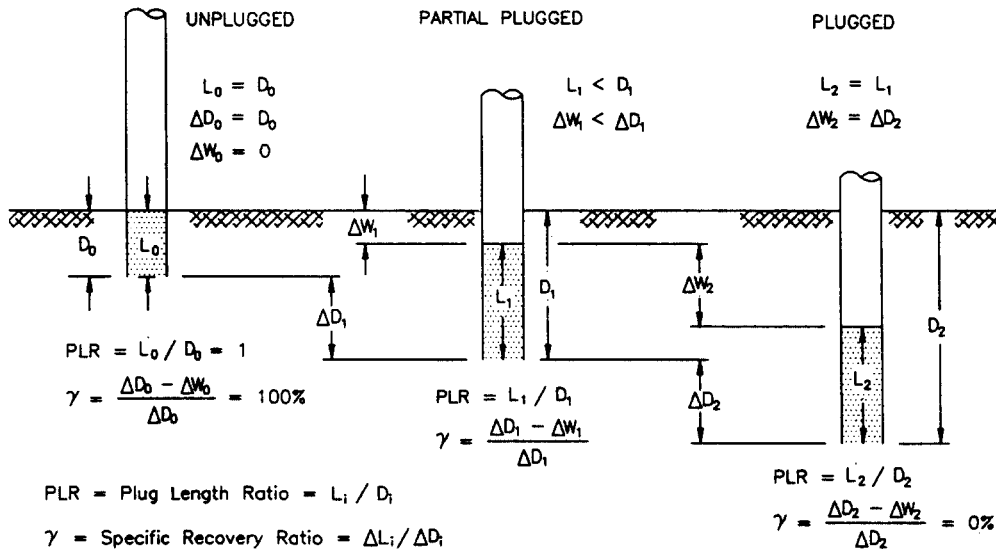 UNPLUGGED
L₀ = D₀
ΔD₀ = D₀
ΔW₀ = 0
D₀
L₀
PLR = L₀ / D₀ = 1
γ = (ΔD₀ − ΔW₀) / ΔD₀ = 100%
PARTIAL PLUGGED
L₁ < D₁
ΔW₁ < ΔD₁
ΔW₁
L₁
D₁
ΔD₁
PLR = L₁ / D₁
γ = (ΔD₁ − ΔW₁) / ΔD₁
PLUGGED
L₂ = L₁
ΔW₂ = ΔD₂
ΔW₂
D₂
L₂
ΔD₂
PLR = L₂ / D₂
γ = (ΔD₂ − ΔW₂) / ΔD₂ = 0%
PLR = Plug Length Ratio = Lᵢ / Dᵢ
γ = Specific Recovery Ratio = ΔLᵢ / ΔDᵢ